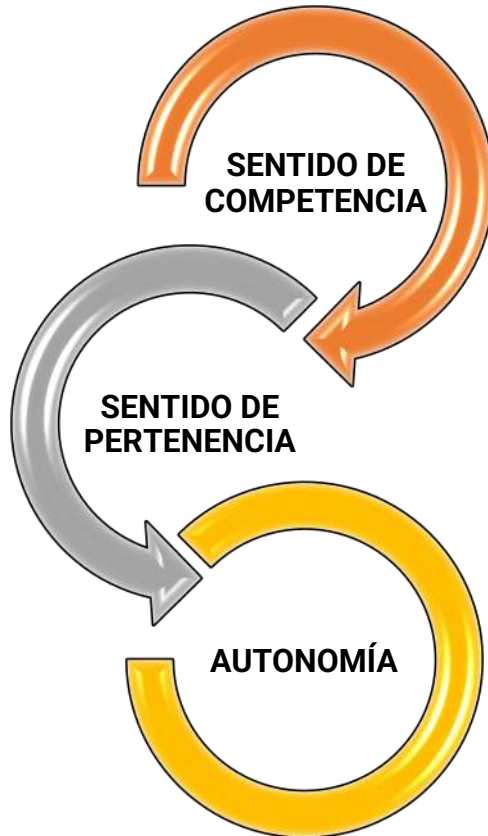 SENTIDO DE
COMPETENCIA
SENTIDO DE
PERTENENCIA
AUTONOMÍA